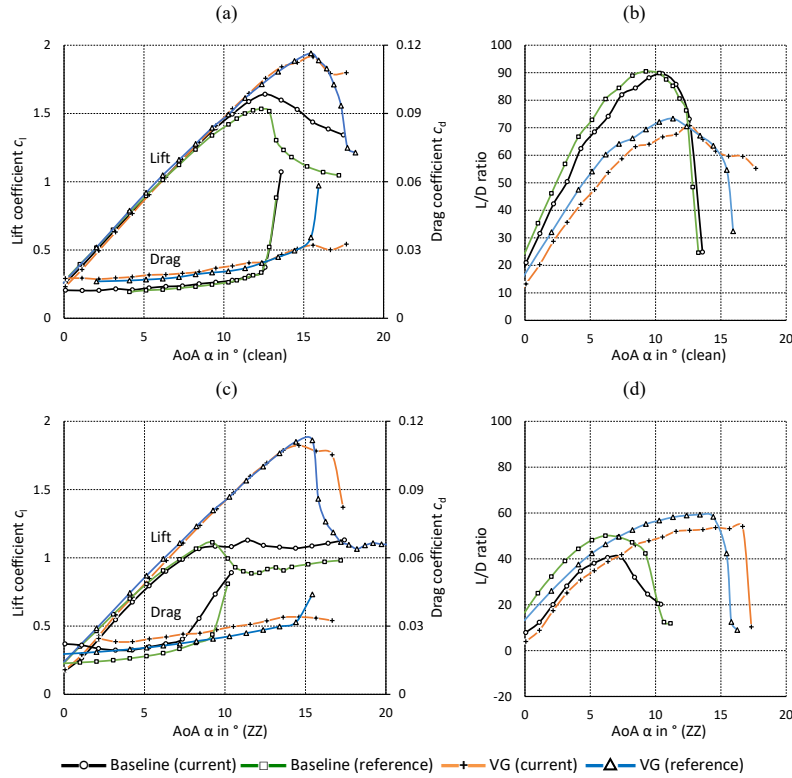 (a) (b)
2 1.5 1 0.5 0
Lift coefficient cl
Lift
Drag
0.12 0.09 0.06 0.03 0
Drag coefficient cd
0 5 10 15 20
AoA α in ° (clean)
100 90 80 70 60 50 40 30 20 10 0
L/D ratio
0 5 10 15 20
AoA α in ° (clean)
(c) (d)
2 1.5 1 0.5 0
Lift coefficient cl
Lift
Drag
0.12 0.09 0.06 0.03 0
Drag coefficient cd
0 5 10 15 20
AoA α in ° (ZZ)
100 80 60 40 20 0 -20
L/D ratio
0 5 10 15 20
AoA α in ° (ZZ)
Baseline (current) Baseline (reference) VG (current) VG (reference)